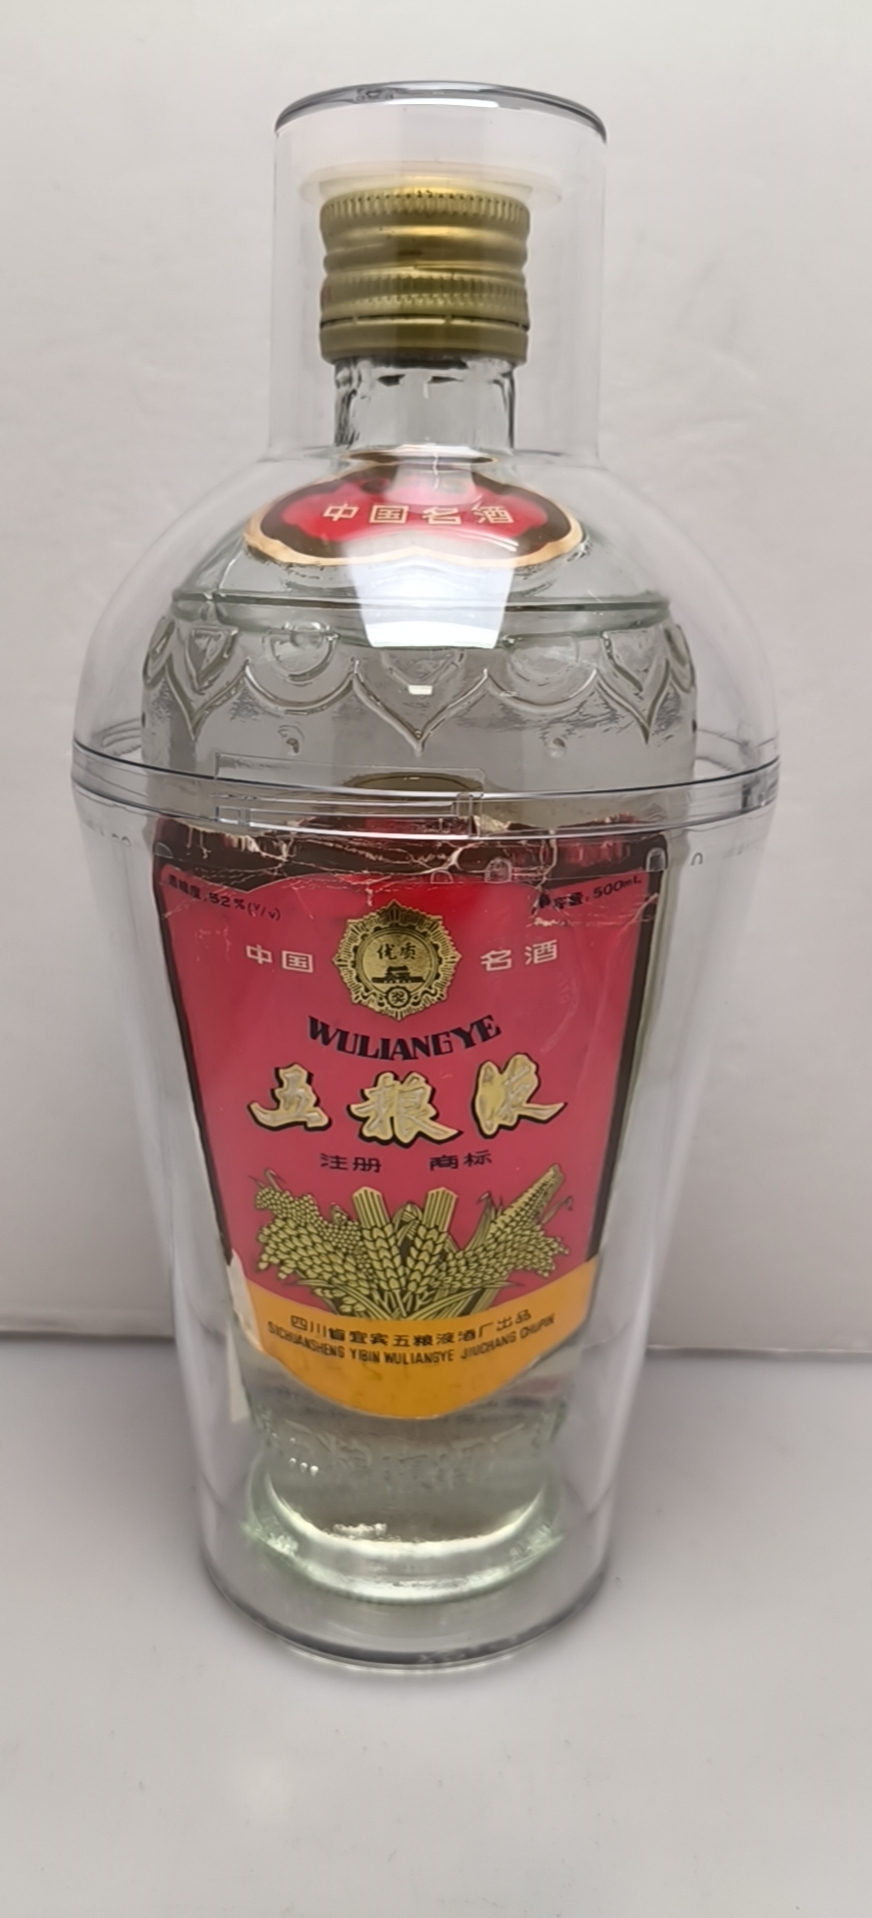 中国名酒
酒精度:52%(V/v)
净容量:500mL
中国 优质 名酒
奖
WULIANGYE
五粮液
注册 商标
四川省宜宾五粮液酒厂出品
SICHUANSHENG YIBIN WULIANGYE JIUCHANG CHUPIN